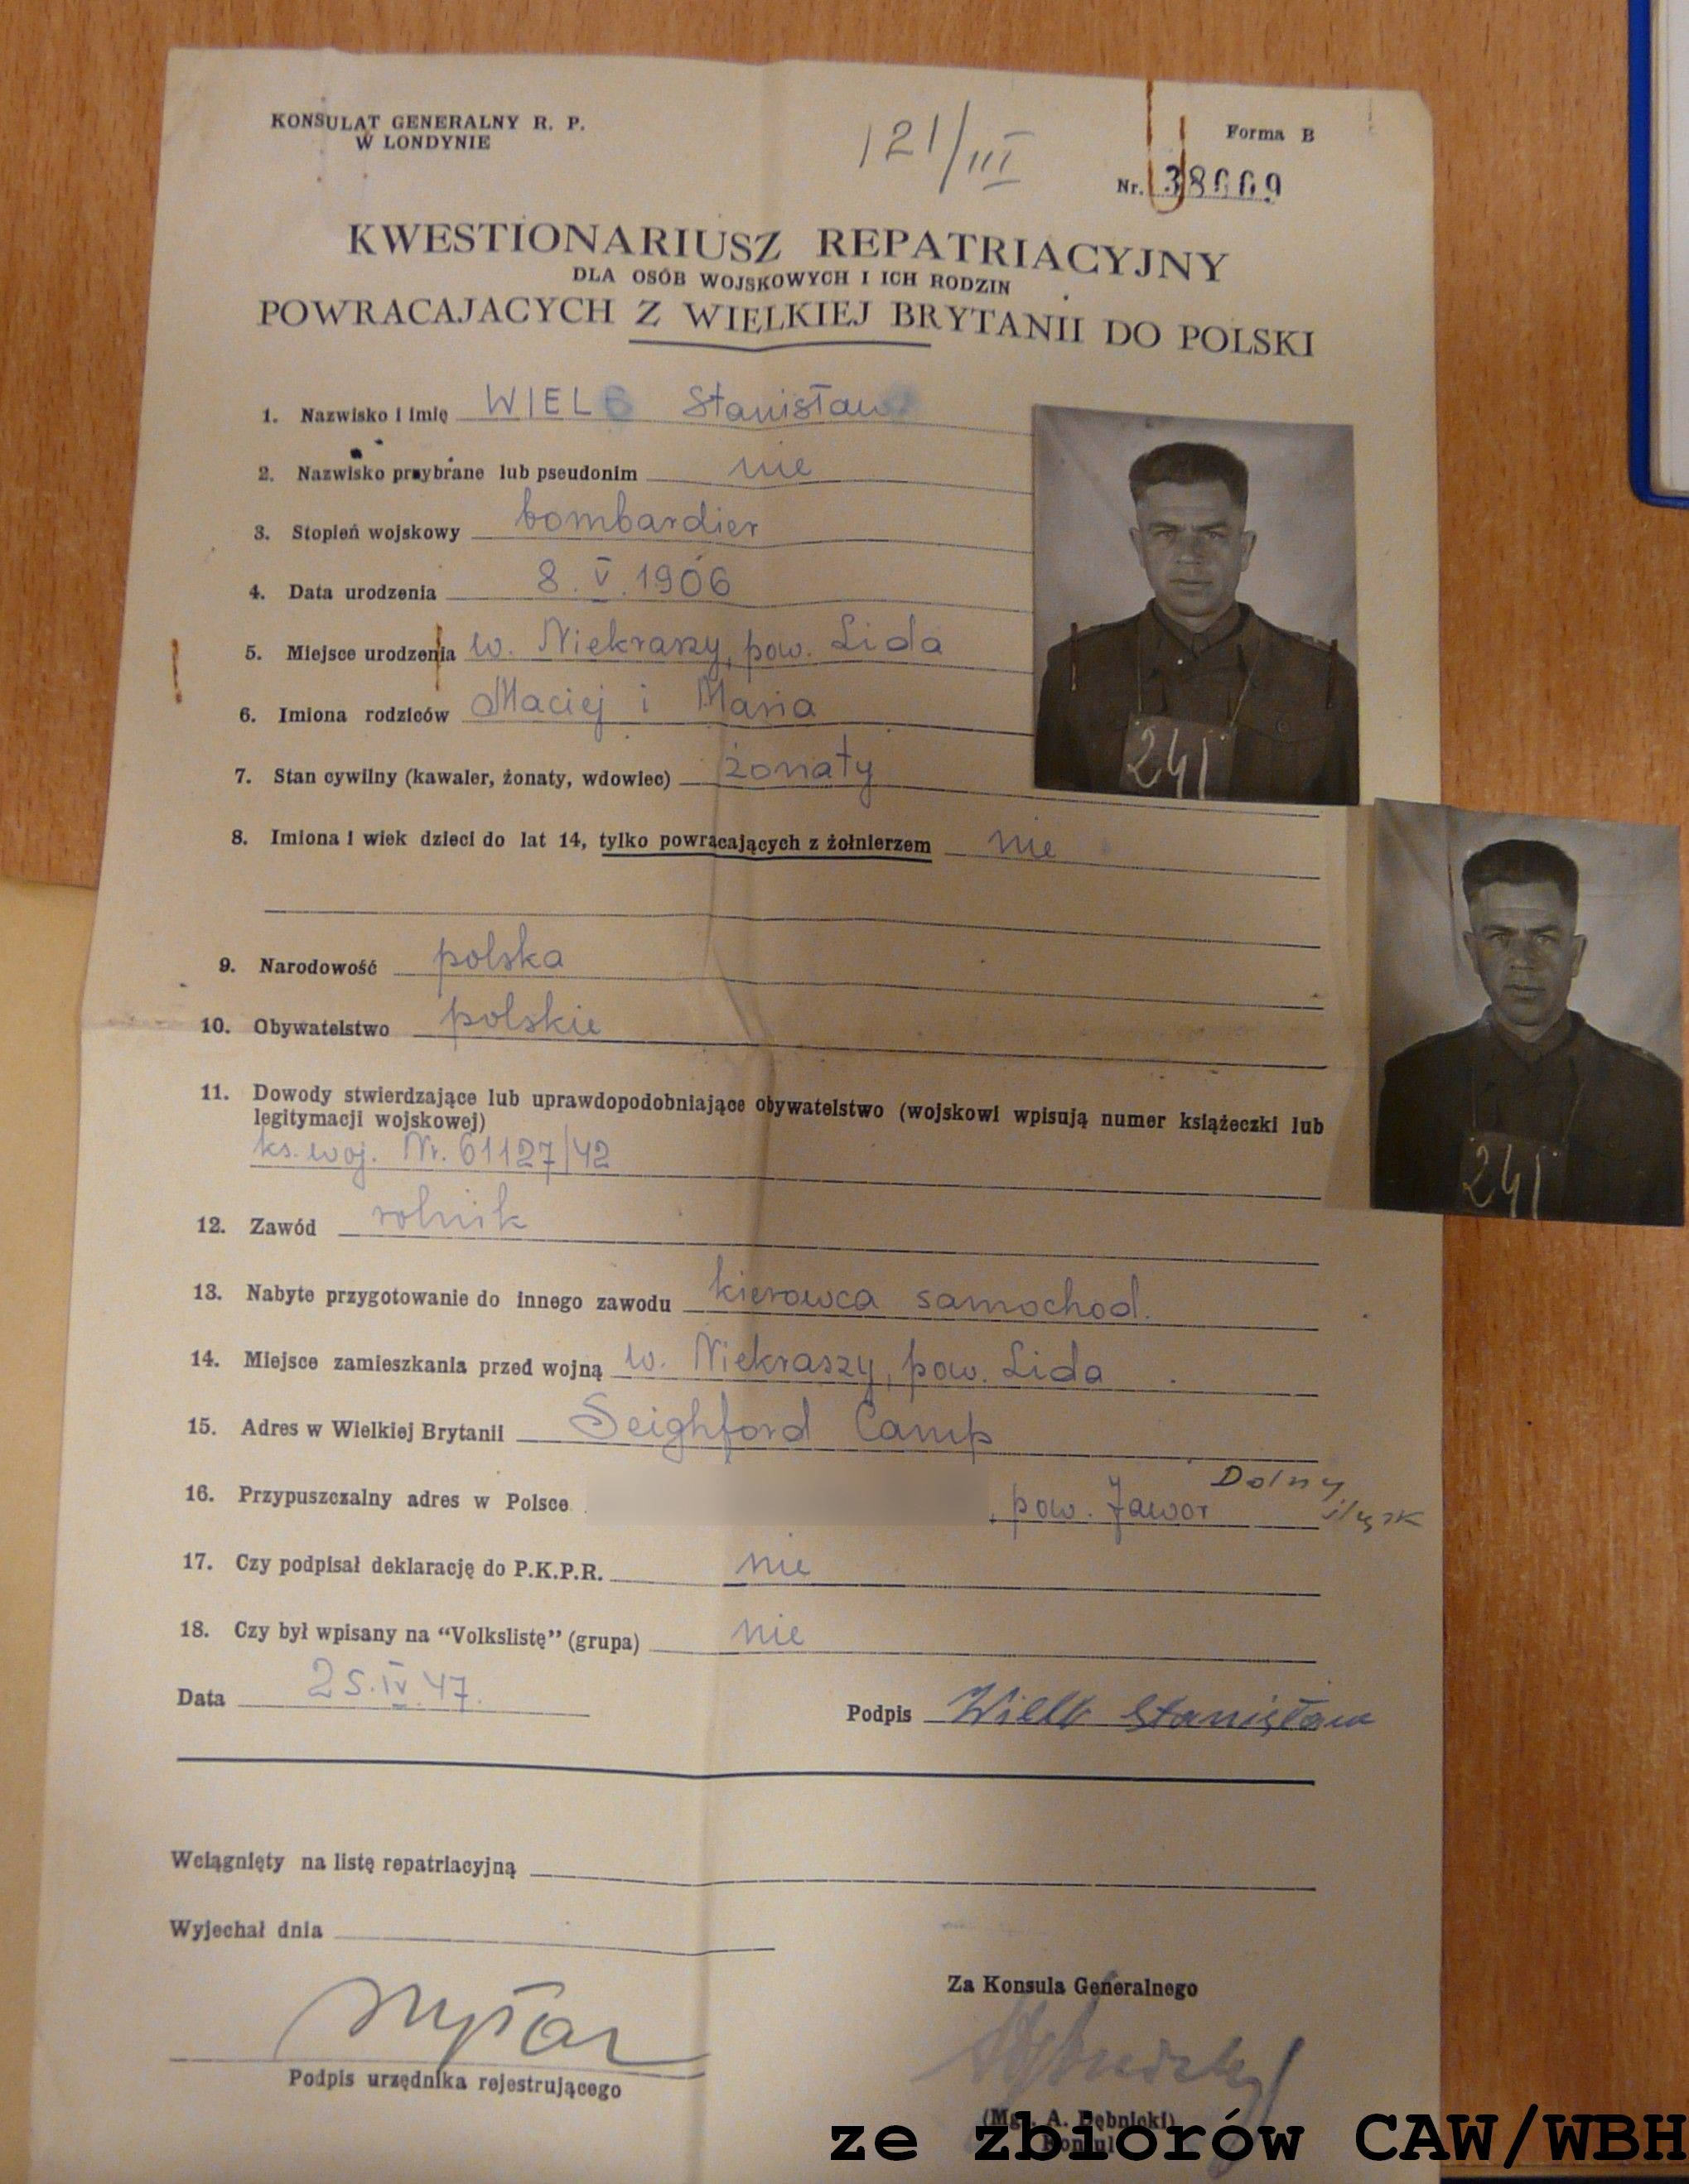 KONSULAT GENERALNY R. P.
W LONDYNIE
121/III
Forma B
Nr. 38669
KWESTIONARIUSZ REPATRIACYJNY
DLA OSÓB WOJSKOWYCH I ICH RODZIN
POWRACAJACYCH Z WIELKIEJ BRYTANII DO POLSKI
1. Nazwisko i imię WIELB Stanisław
2. Nazwisko przybrane lub pseudonim nie
3. Stopień wojskowy bombardier
4. Data urodzenia 8.V.1906
5. Miejsce urodzenia w. Niekraszy, pow. Lida
6. Imiona rodziców Maciej i Maria
7. Stan cywilny (kawaler, żonaty, wdowiec) żonaty
241
8. Imiona i wiek dzieci do lat 14, tylko powracających z żołnierzem nie
9. Narodowość polska
10. Obywatelstwo polskie
11. Dowody stwierdzające lub uprawdopodobniające obywatelstwo (wojskowi wpisują numer książeczki lub
legitymacji wojskowej)
ks. woj. Nr. 61127/42
241
12. Zawód rolnik
13. Nabyte przygotowanie do innego zawodu kierowca samochod.
14. Miejsce zamieszkania przed wojną w. Niekraszy, pow. Lida
15. Adres w Wielkiej Brytanii Seighford Camp
16. Przypuszczalny adres w Polsce , pow. Jawor Dolny
śląsk
17. Czy podpisał deklarację do P.K.P.R. nie
18. Czy był wpisany na “Volkslistę” (grupa) nie
Data 25.IV.47.
Podpis Stanisław
Wciągnięty na listę repatriacyjną
Wyjechał dnia
Za Konsula Generalnego
Podpis urzędnika rejestrującego
(Mgr. A. Dębnicki)
Konsul
ze zbiorów CAW/WBH